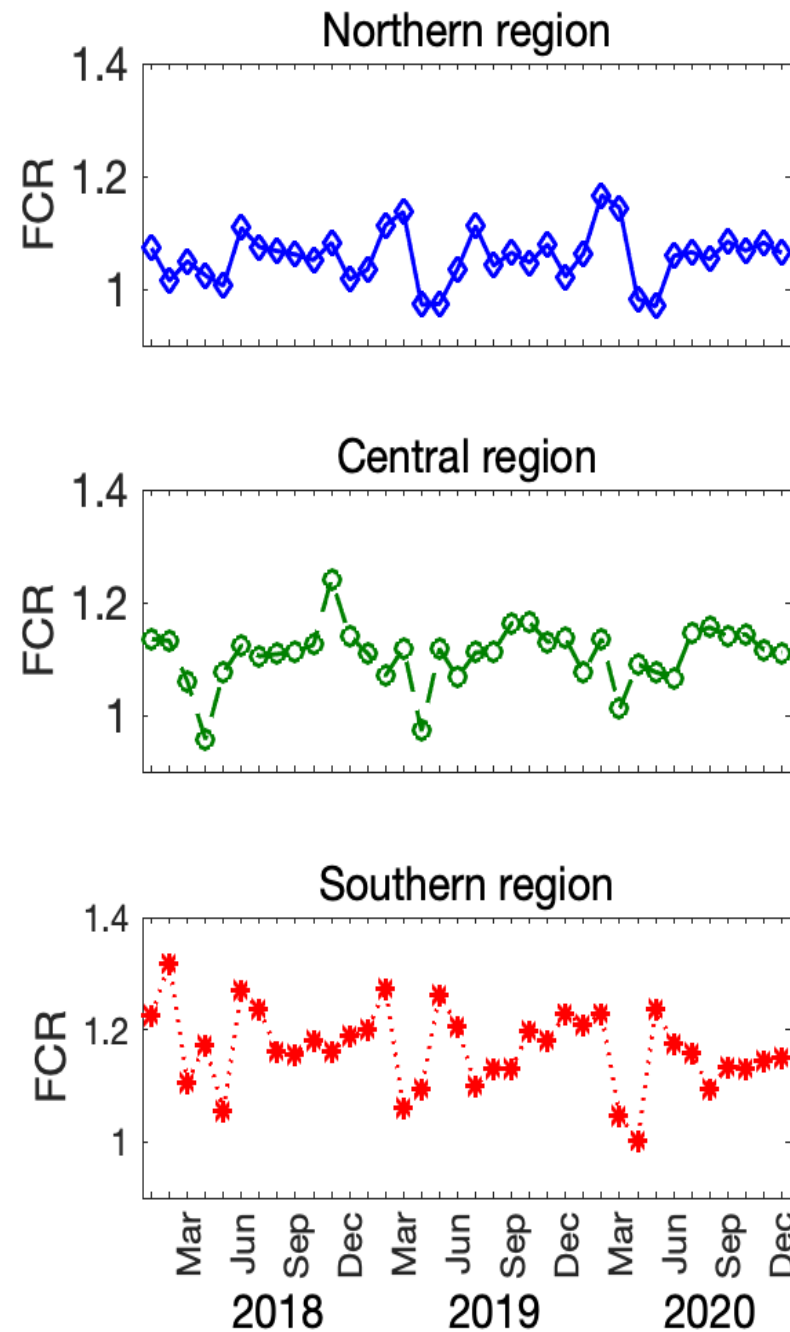 Northern region
1.4
1.2
1
FCR
Central region
1.4
1.2
1
FCR
Southern region
1.4
1.2
1
FCR
Mar Jun Sep Dec Mar Jun Sep Dec Mar Jun Sep Dec
2018 2019 2020